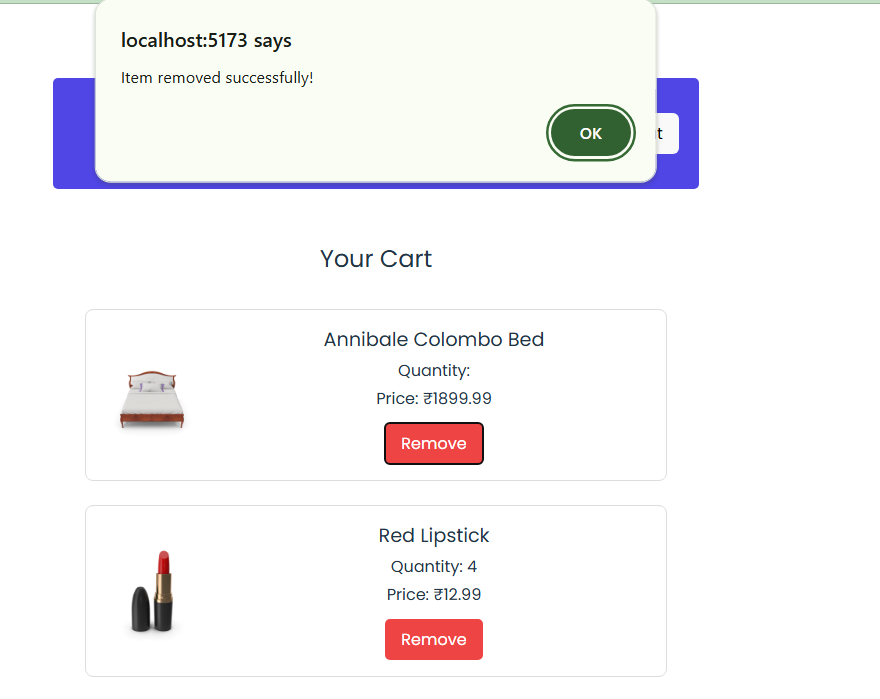 localhost:5173 says
Item removed successfully!
OK
t
Your Cart
Annibale Colombo Bed
Quantity:
Price: ₹1899.99
Remove
Red Lipstick
Quantity: 4
Price: ₹12.99
Remove